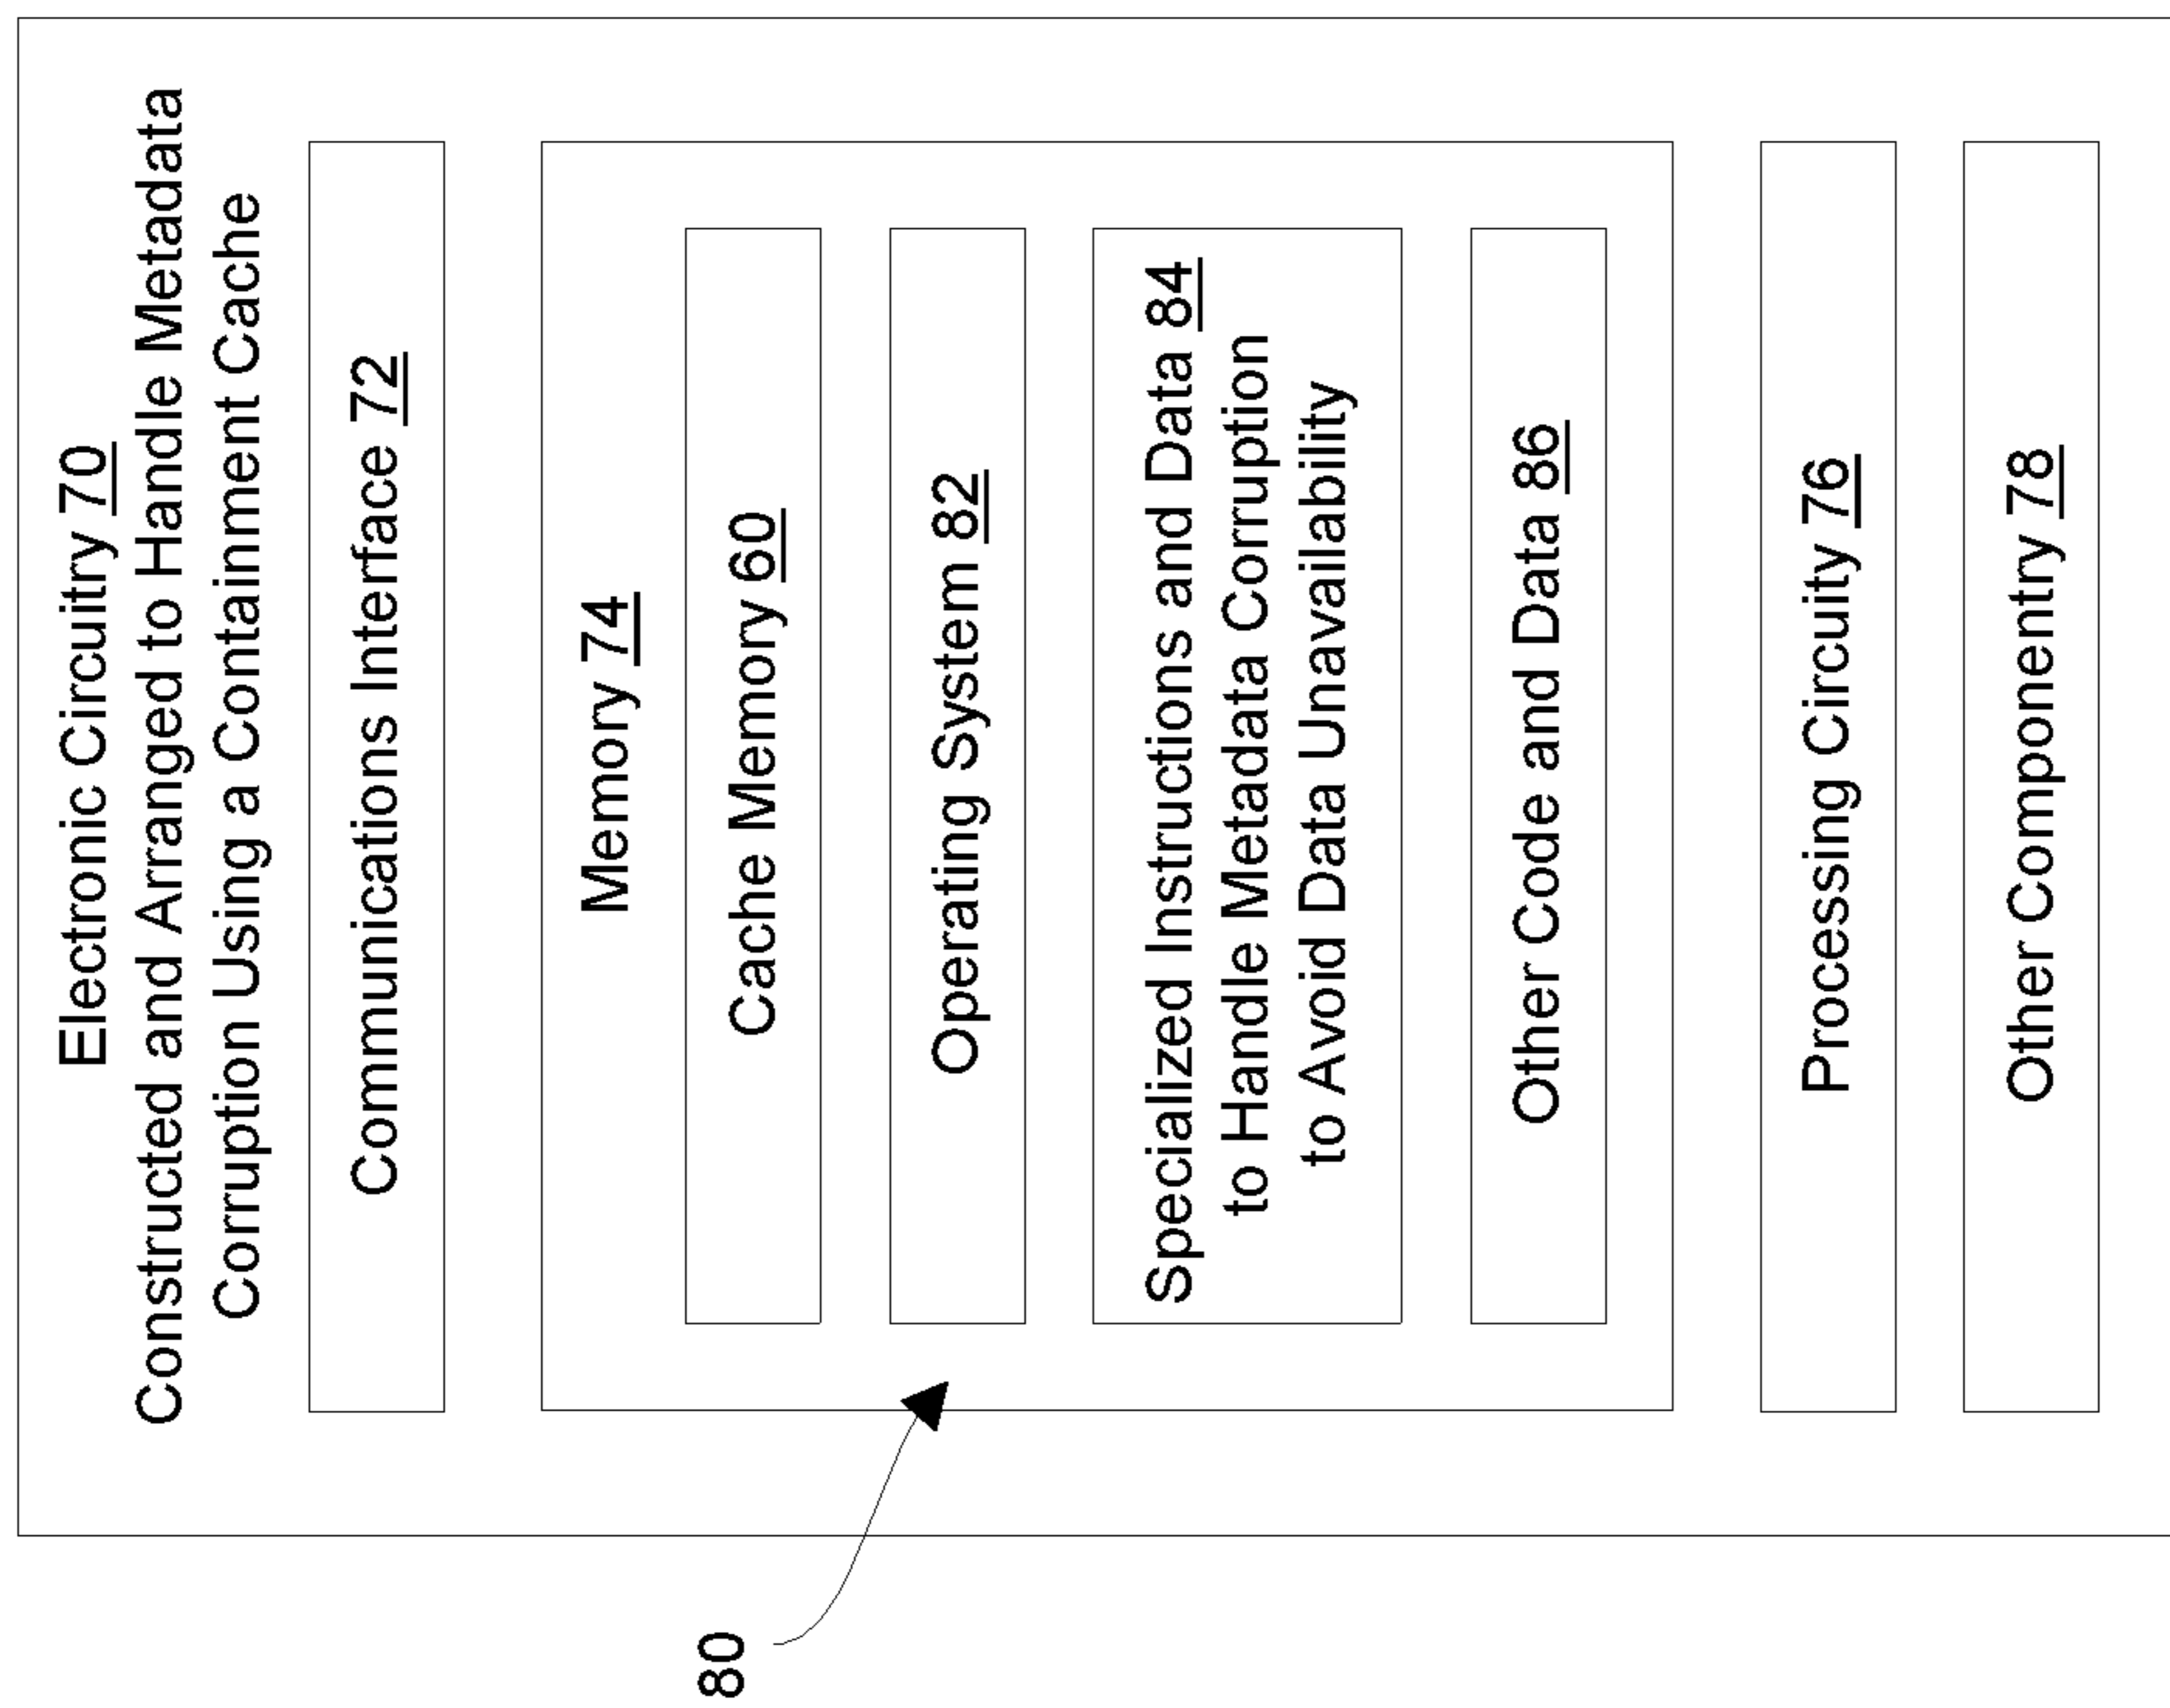 Electronic Circuitry 70
Constructed and Arranged to Handle Metadata
Corruption Using a Containment Cache
Communications Interface 72
Memory 74
Cache Memory 60
Operating System 82
Specialized Instructions and Data 84
to Handle Metadata Corruption
to Avoid Data Unavailability
Other Code and Data 86
Processing Circuity 76
Other Componentry 78
80